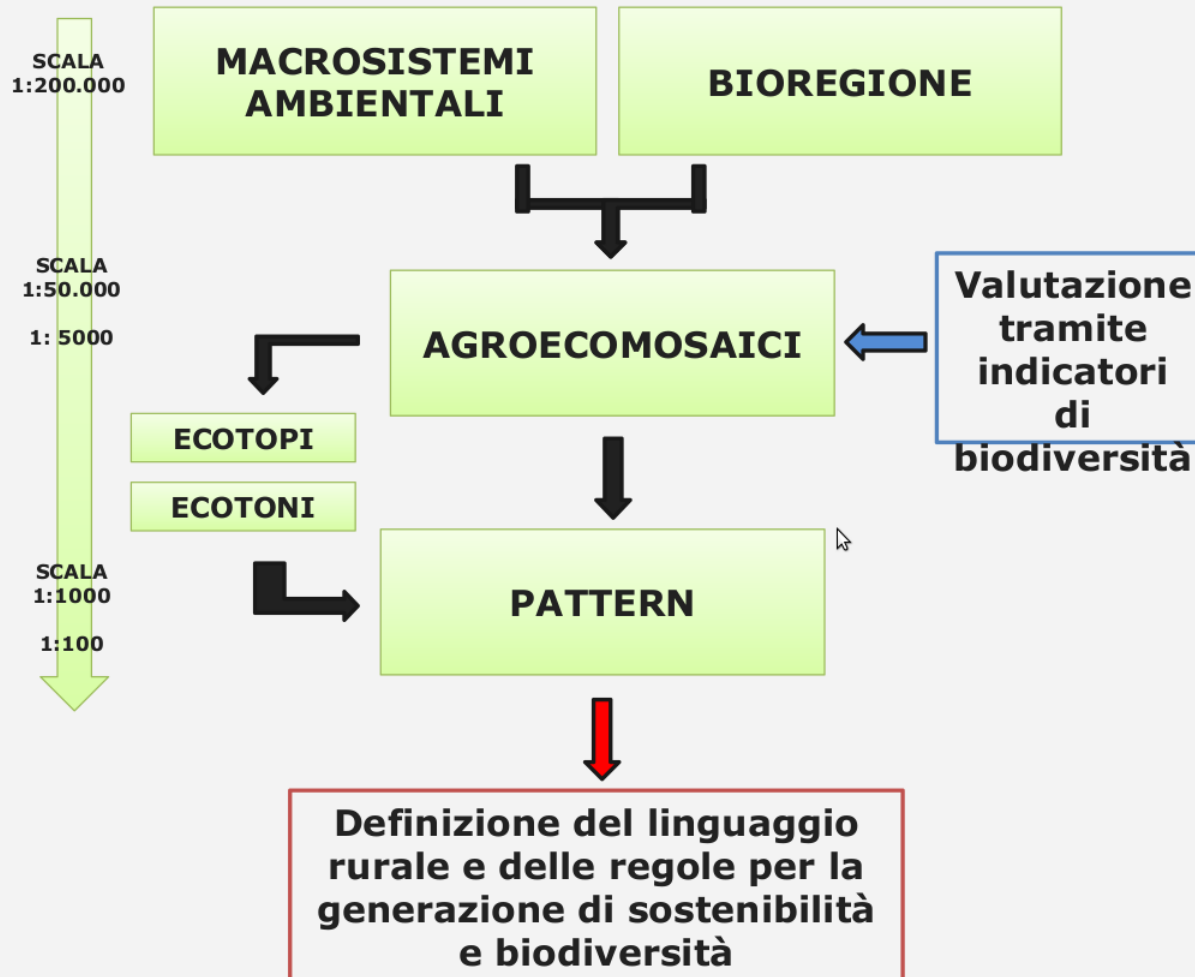 SCALA
1:200.000
MACROSISTEMI
AMBIENTALI
BIOREGIONE
SCALA
1:50.000
1: 5000
AGROECOMOSAICI
Valutazione
tramite
indicatori
di
biodiversità
ECOTOPI
ECOTONI
SCALA
1:1000
1:100
PATTERN
Definizione del linguaggio
rurale e delle regole per la
generazione di sostenibilità
e biodiversità